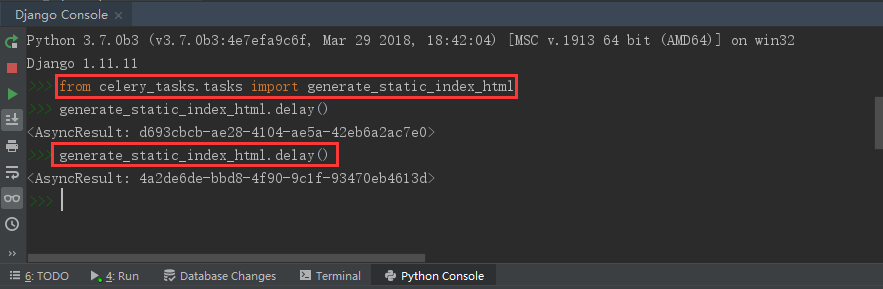 Django Console ×
Python 3.7.0b3 (v3.7.0b3:4e7efa9c6f, Mar 29 2018, 18:42:04) [MSC v.1913 64 bit (AMD64)] on win32
Django 1.11.11
>>> from celery_tasks.tasks import generate_static_index_html
>>> generate_static_index_html.delay()
<AsyncResult: d693cbcb-ae28-4104-ae5a-42eb6a2ac7e0>
>>> generate_static_index_html.delay()
<AsyncResult: 4a2de6de-bbd8-4f90-9c1f-93470eb4613d>
>>>
6: TODO 4: Run Database Changes Terminal Python Console